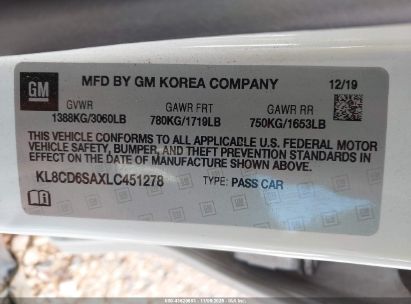 GM
MFD BY GM KOREA COMPANY
12/19
GVWR GAWR FRT GAWR RR
1388KG/3060LB 780KG/1719LB 750KG/1653LB
THIS VEHICLE CONFORMS TO ALL APPLICABLE U.S. FEDERAL MOTOR
VEHICLE SAFETY, BUMPER, AND THEFT PREVENTION STANDARDS IN
EFFECT ON THE DATE OF MANUFACTURE SHOWN ABOVE.
KL8CD6SAXLC451278 TYPE: PASS CAR